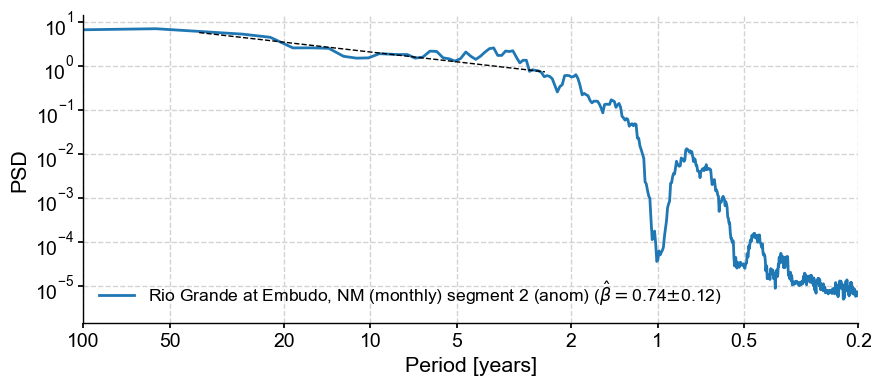 10^1
10^0
10^−1
10^−2
10^−3
10^−4
10^−5
PSD
Rio Grande at Embudo, NM (monthly) segment 2 (anom) (β̂ = 0.74±0.12)
100 50 20 10 5 2 1 0.5 0.2
Period [years]